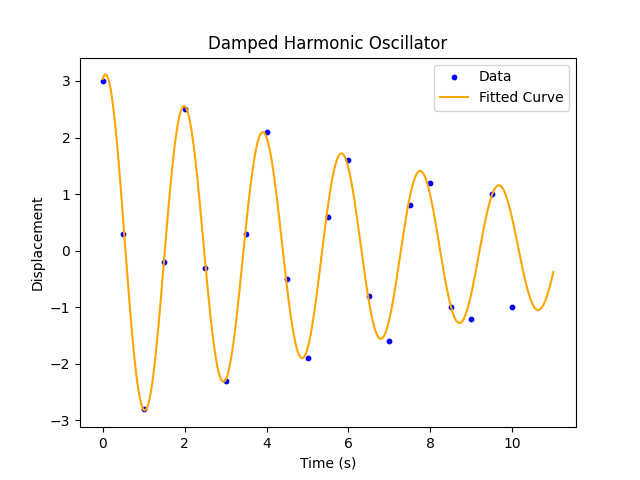 Damped Harmonic Oscillator
Data
Fitted Curve
3
2
1
0
−1
−2
−3
Displacement
0
2
4
6
8
10
Time (s)